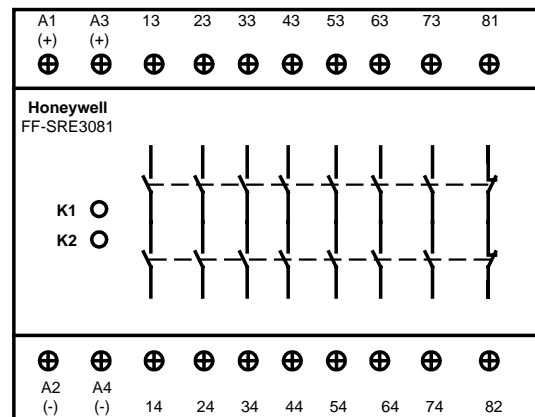 A1 A3 13 23 33 43 53 63 73 81
(+) (+)
Honeywell
FF-SRE3081
K1
K2
A2 A4
(-) (-) 14 24 34 44 54 64 74 82